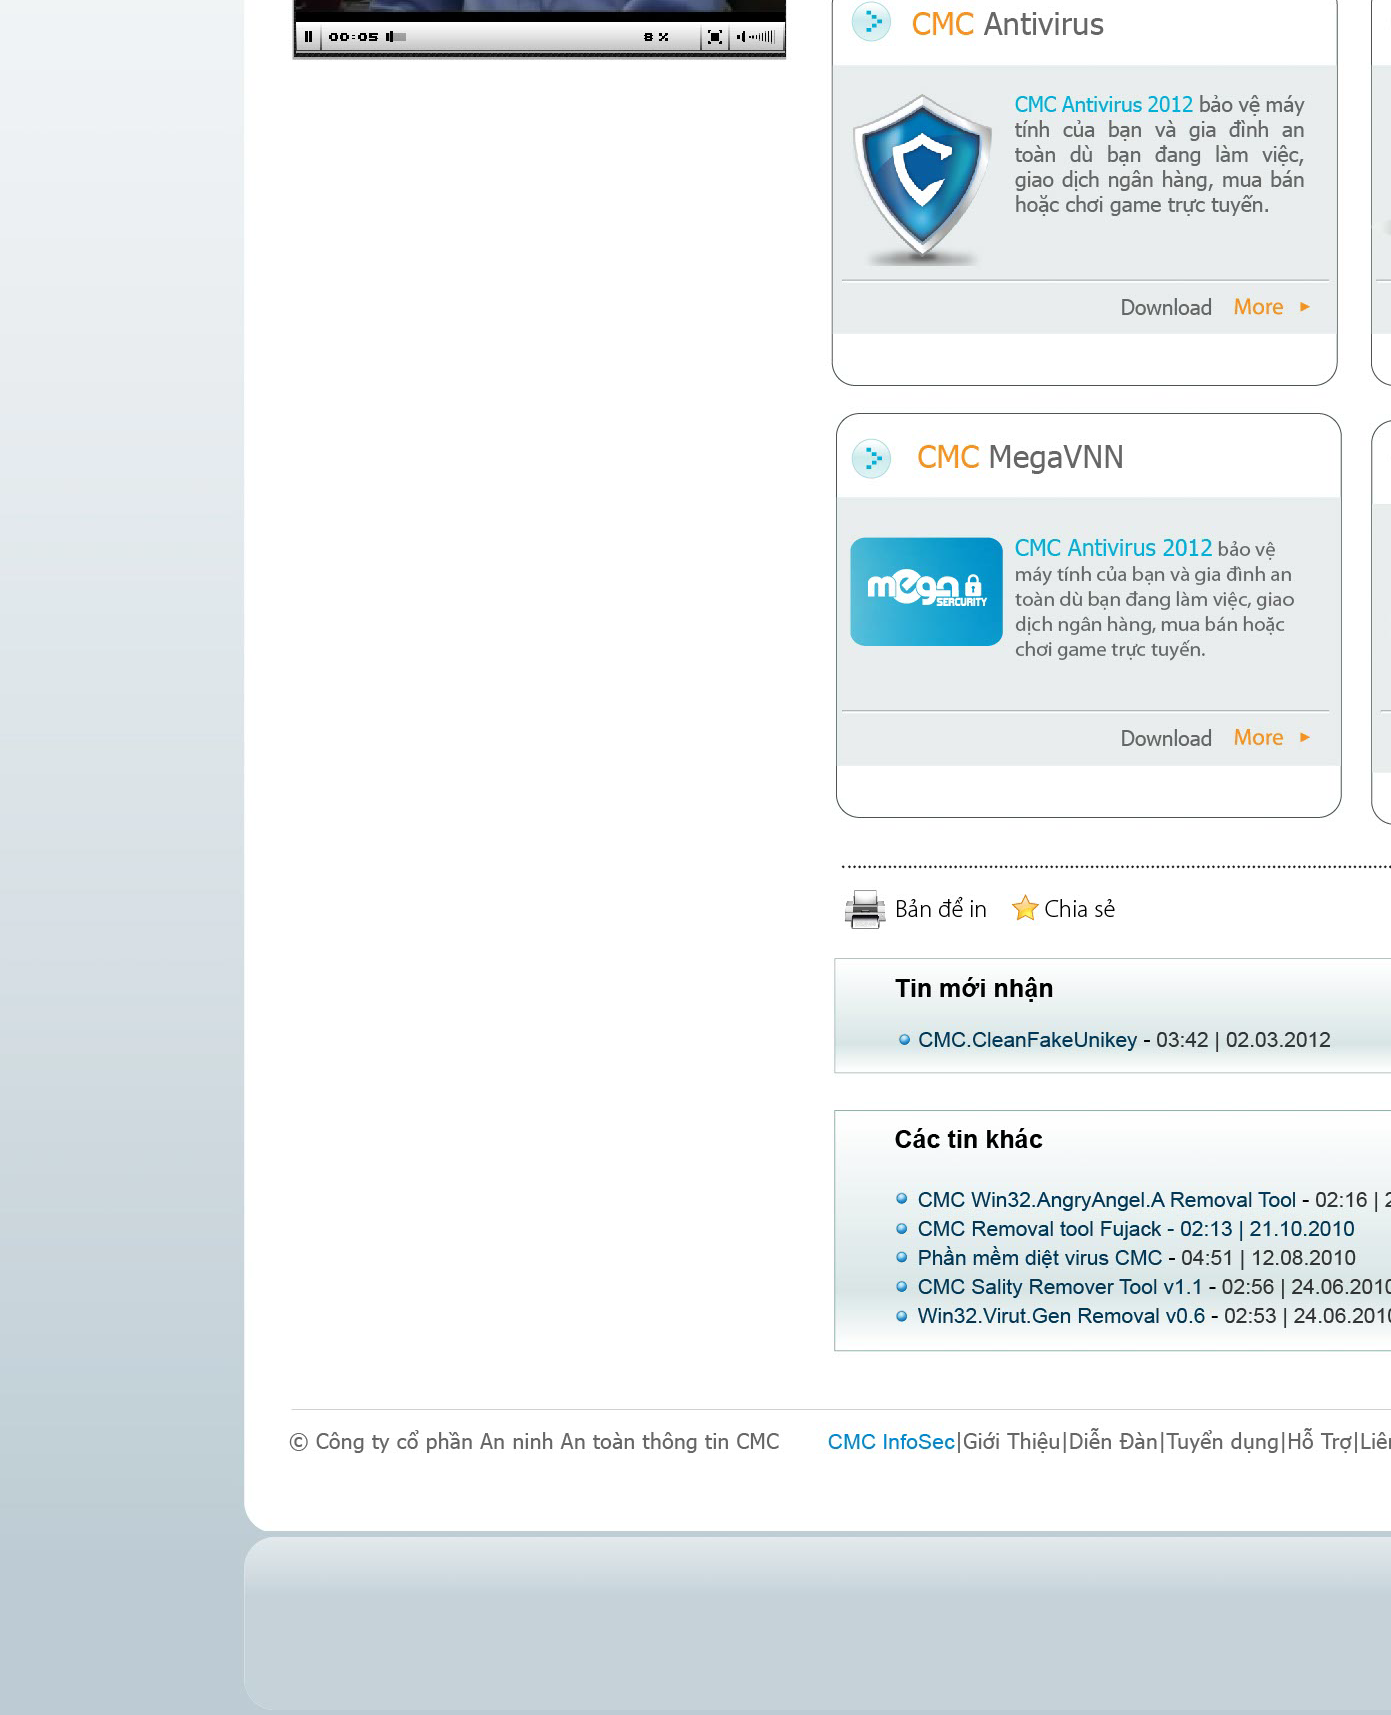 00:05
8 X
CMC Antivirus
CMC Antivirus 2012 bảo vệ máy
tính của bạn và gia đình an
toàn dù bạn đang làm việc,
giao dịch ngân hàng, mua bán
hoặc chơi game trực tuyến.
Download More
CMC MegaVNN
mega
SERCURITY
CMC Antivirus 2012 bảo vệ
máy tính của bạn và gia đình an
toàn dù bạn đang làm việc, giao
dịch ngân hàng, mua bán hoặc
chơi game trực tuyến.
Download More
Bản để in Chia sẻ
Tin mới nhận
CMC.CleanFakeUnikey - 03:42 | 02.03.2012
Các tin khác
CMC Win32.AngryAngel.A Removal Tool - 02:16 | 2
CMC Removal tool Fujack - 02:13 | 21.10.2010
Phần mềm diệt virus CMC - 04:51 | 12.08.2010
CMC Sality Remover Tool v1.1 - 02:56 | 24.06.2010
Win32.Virut.Gen Removal v0.6 - 02:53 | 24.06.2010
© Công ty cổ phần An ninh An toàn thông tin CMC
CMC InfoSec|Giới Thiệu|Diễn Đàn|Tuyển dụng|Hỗ Trợ|Liên